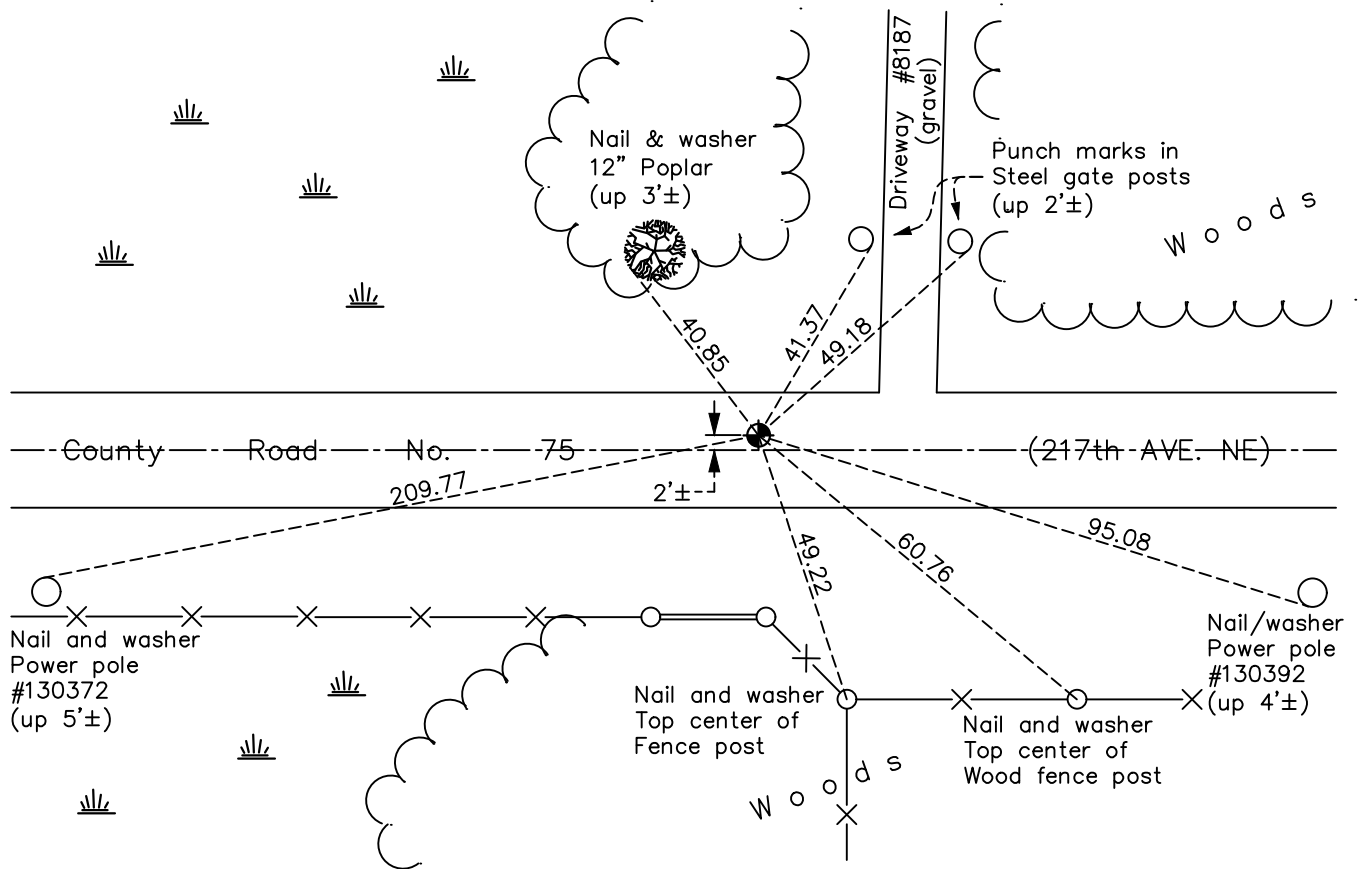 Driveway #8187
(gravel)
Nail & washer
12" Poplar
(up 3'±)
Punch marks in
Steel gate posts
(up 2'±)
Woods
40.85
41.37
49.18
County Road No. 75
(217th AVE. NE)
2'±
209.77
49.22
60.76
95.08
Nail and washer
Power pole
#130372
(up 5'±)
Nail and washer
Top center of
Fence post
Nail and washer
Top center of
Wood fence post
Nail/washer
Power pole
#130392
(up 4'±)
Woods